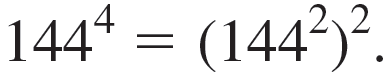 144⁴ = (144²)².